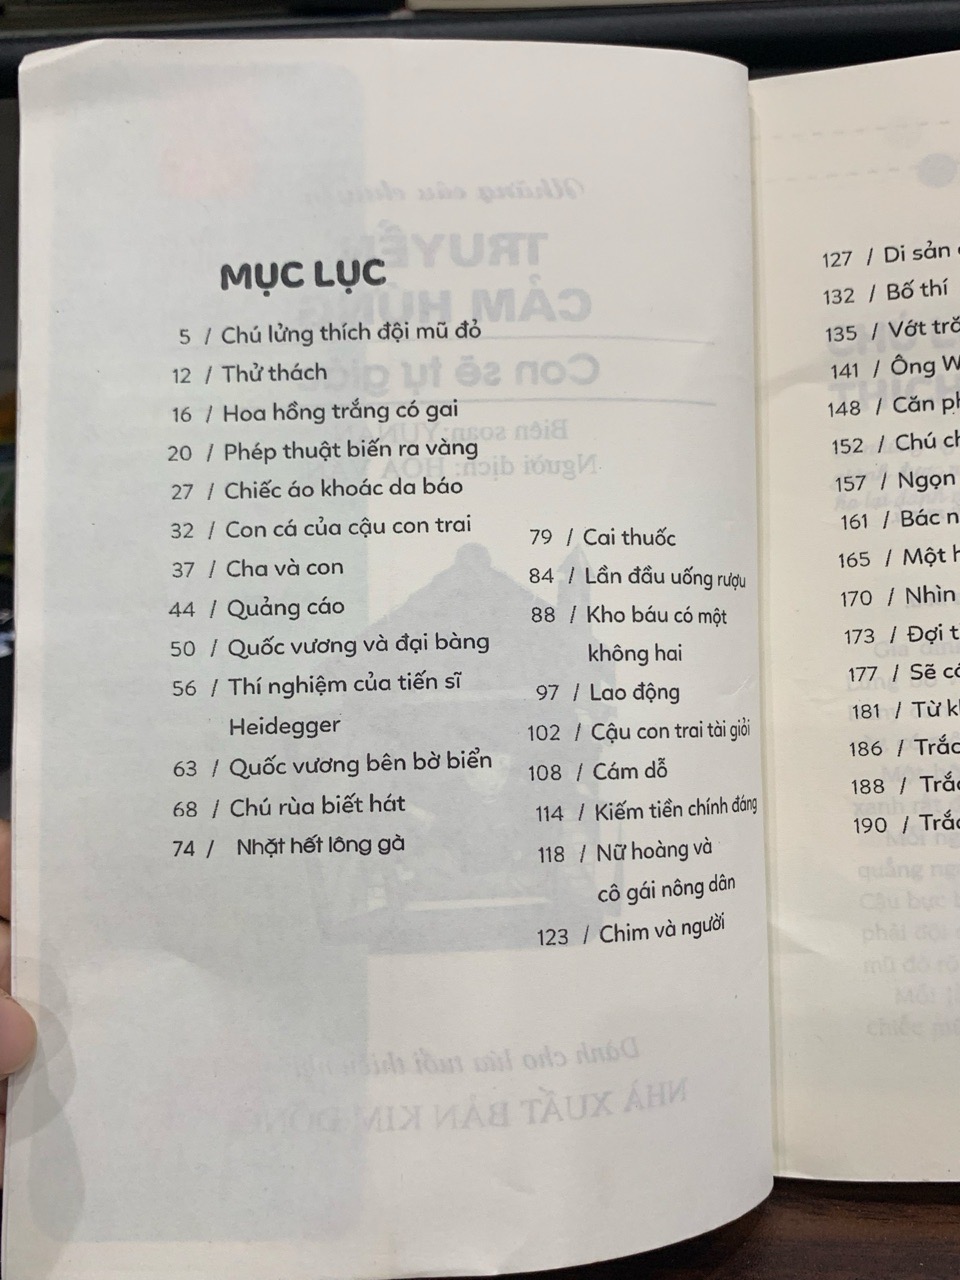 MỤC LỤC
5 / Chú lửng thích đội mũ đỏ
12 / Thử thách
16 / Hoa hồng trắng có gai
20 / Phép thuật biến ra vàng
27 / Chiếc áo khoác da báo
32 / Con cá của cậu con trai
37 / Cha và con
44 / Quảng cáo
50 / Quốc vương và đại bàng
56 / Thí nghiệm của tiến sĩ
Heidegger
63 / Quốc vương bên bờ biển
68 / Chú rùa biết hát
74 / Nhặt hết lông gà
79 / Cai thuốc
84 / Lần đầu uống rượu
88 / Kho báu có một
không hai
97 / Lao động
102 / Cậu con trai tài giỏi
108 / Cám dỗ
114 / Kiếm tiền chính đáng
118 / Nữ hoàng và
cô gái nông dân
123 / Chim và người
127 / Di sản
132 / Bố thí
135 / Vớt
141 / Ông
148 / Căn
152 / Chú
157 / Ngọn
161 / Bác
165 / Một
170 / Nhìn
173 / Đợi
177 / Sẽ
181 / Từ
186 /
188 /
190 /